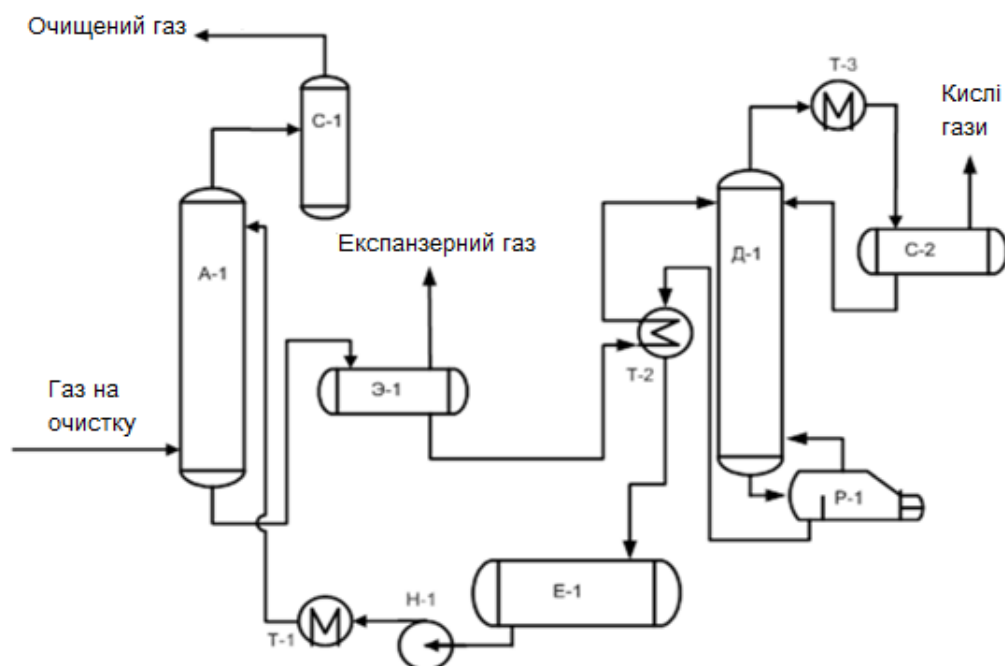 Очищений газ
С-1
Т-3
Кислі
гази
А-1
Експанзерний газ
Д-1
С-2
Газ на
очистку
Э-1
Т-2
Р-1
Е-1
Н-1
Т-1